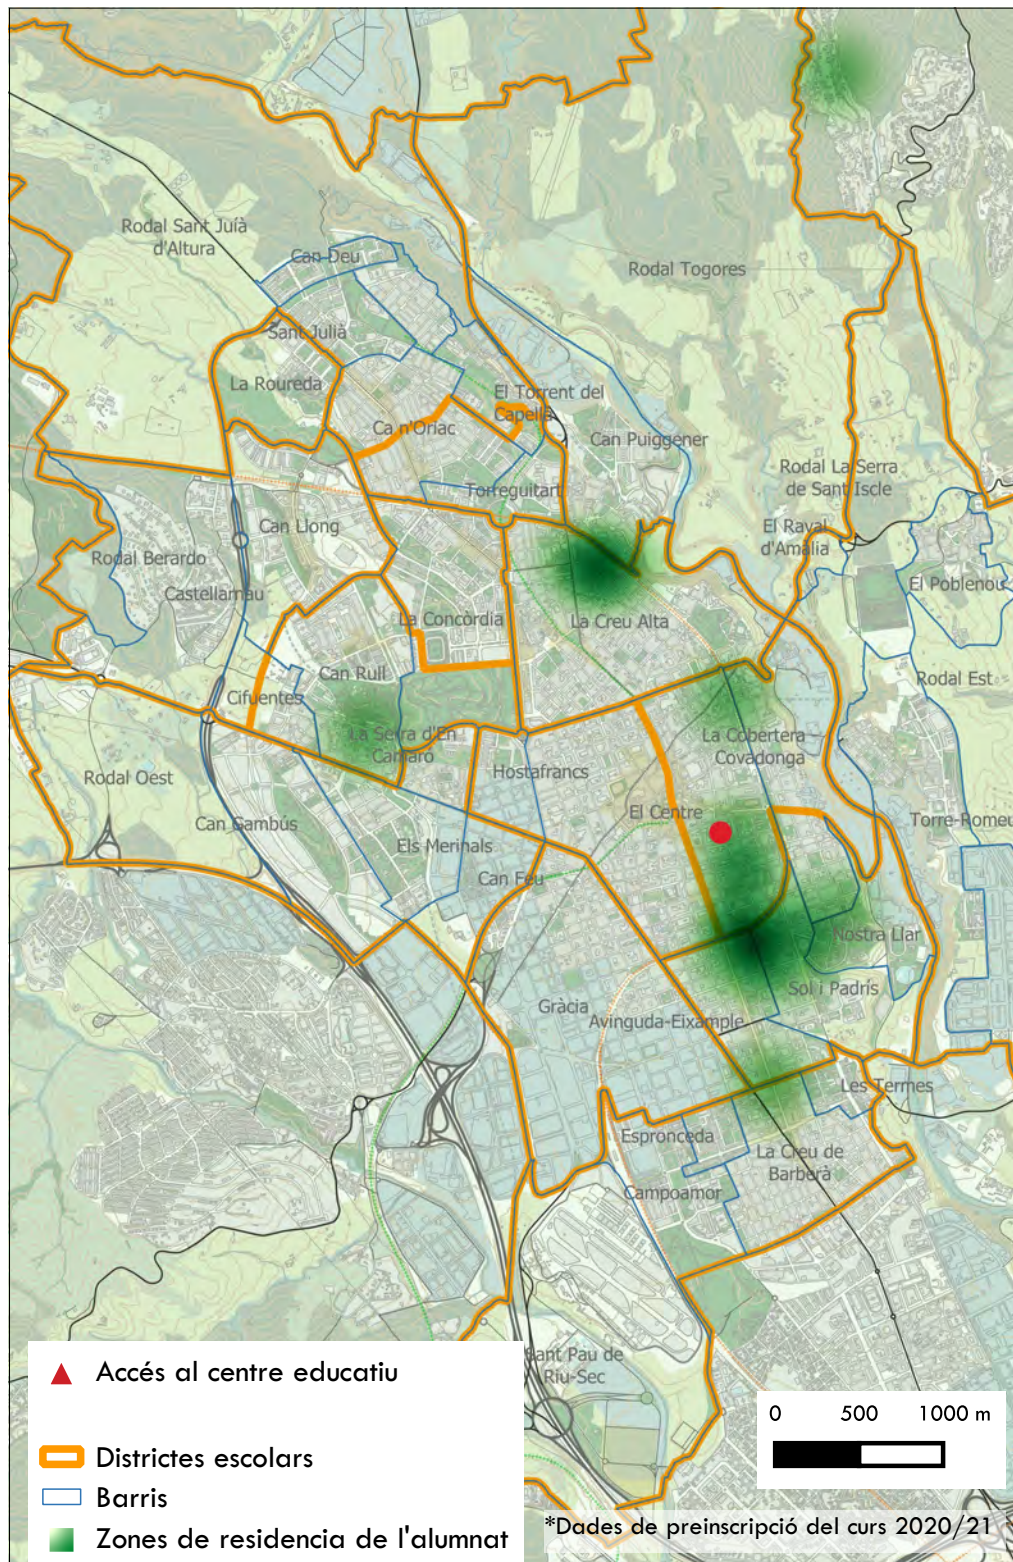 Rodal Sant Juíà
d'Altura
Can Deu
Rodal Togores
Sant Julià
La Roureda
El Torrent del
Capellà
Ca n'Oriac
Can Puiggener
Rodal La Serra
de Sant Iscle
Torreguitart
Can Llong
El Raval
d'Amàlia
Rodal Berardo
Castellarnau
El Poblenou
La Concòrdia
La Creu Alta
Can Rull
Rodal Est
Cifuentes
La Serra d'En
Camaró
La Cobertera
Covadonga
Rodal Oest
Hostafrancs
El Centre
Can Gambús
Torre-Romeu
Els Merinals
Can Feu
Nostra Llar
Sol i Padrís
Gràcia
Avinguda-Eixample
Les Termes
Espronceda
La Creu de
Barberà
Campoamor
Sant Pau de
Riu-Sec
Accés al centre educatiu
Districtes escolars
Barris
Zones de residencia de l'alumnat
0 500 1000 m
*Dades de preinscripció del curs 2020/21